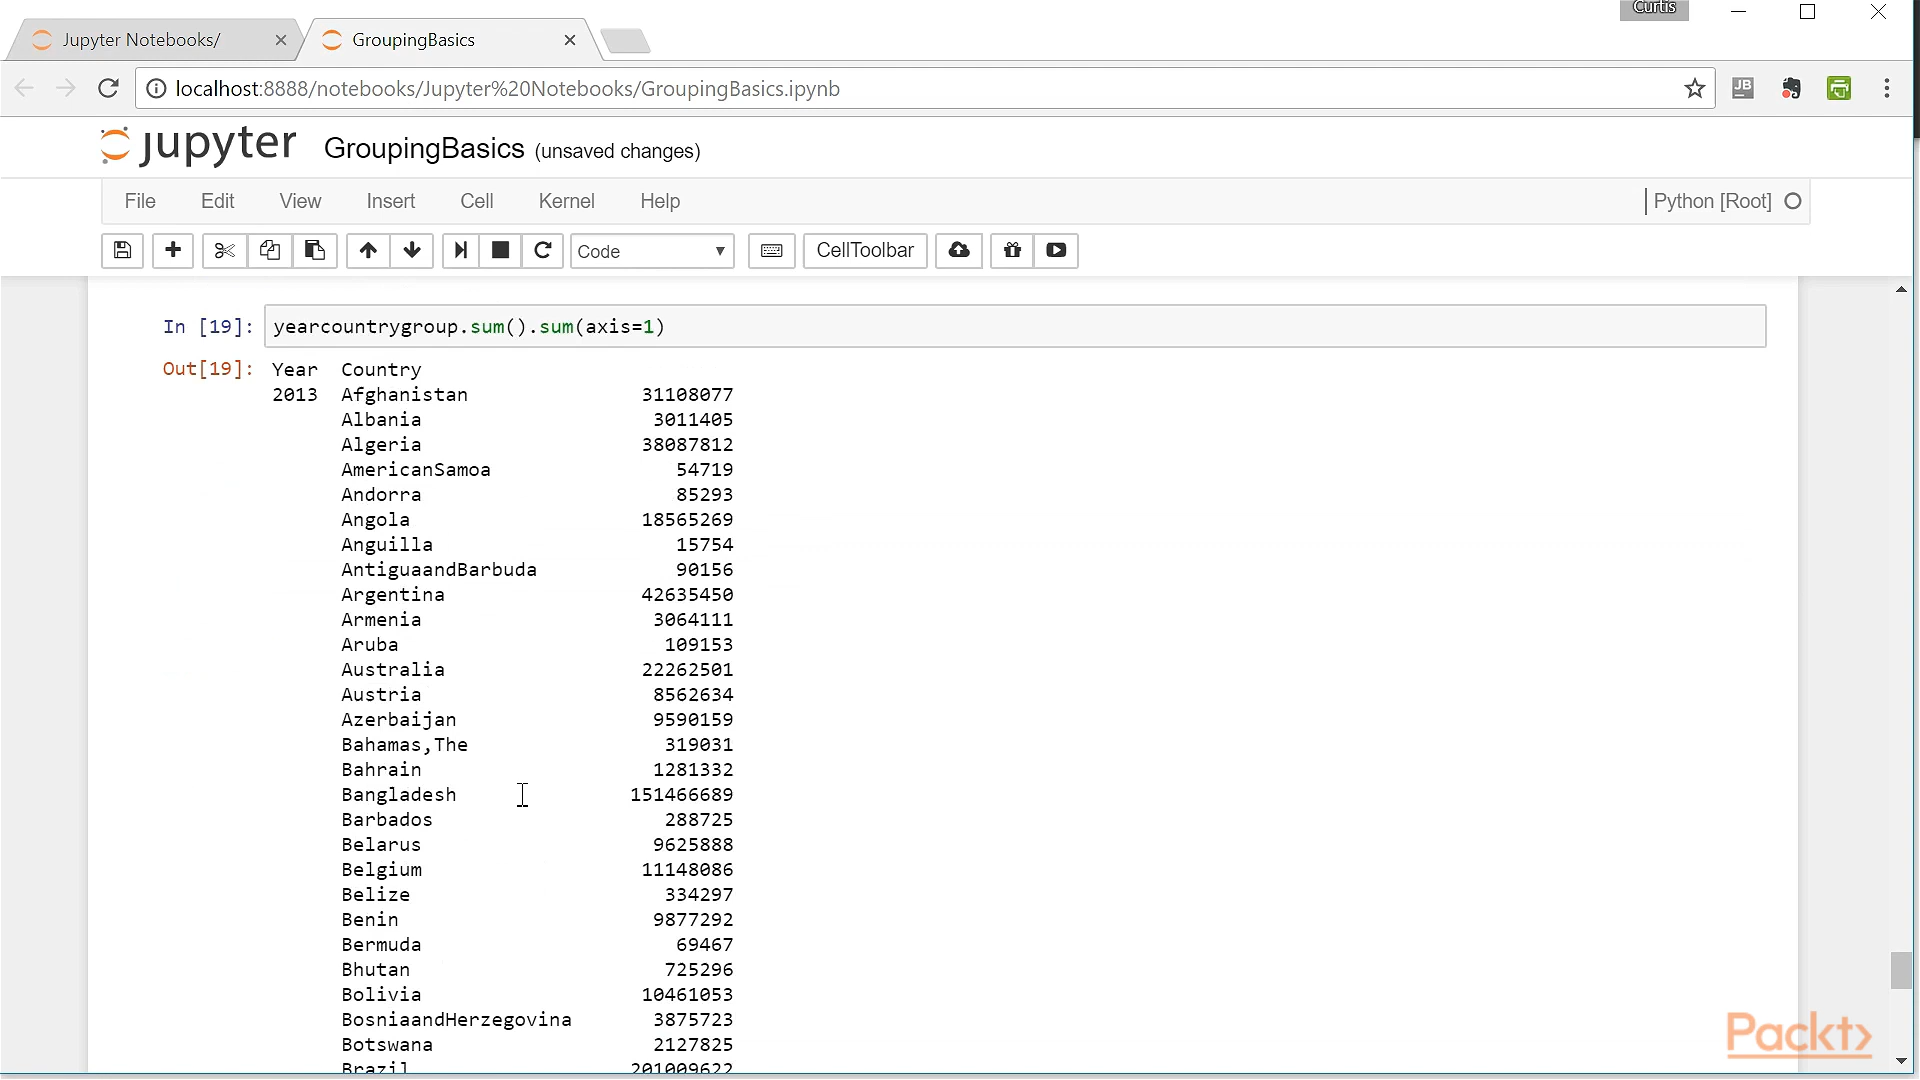 Curtis
Jupyter Notebooks/
GroupingBasics
localhost:8888/notebooks/Jupyter%20Notebooks/GroupingBasics.ipynb
JB
jupyter GroupingBasics (unsaved changes)
File Edit View Insert Cell Kernel Help Python [Root]
Code CellToolbar
In [19]: yearcountrygroup.sum().sum(axis=1)
Out[19]: Year Country
2013 Afghanistan 31108077
Albania 3011405
Algeria 38087812
AmericanSamoa 54719
Andorra 85293
Angola 18565269
Anguilla 15754
AntiguaandBarbuda 90156
Argentina 42635450
Armenia 3064111
Aruba 109153
Australia 22262501
Austria 8562634
Azerbaijan 9590159
Bahamas,The 319031
Bahrain 1281332
Bangladesh 151466689
Barbados 288725
Belarus 9625888
Belgium 11148086
Belize 334297
Benin 9877292
Bermuda 69467
Bhutan 725296
Bolivia 10461053
BosniaandHerzegovina 3875723
Botswana 2127825
Brazil 201009622
Packt>